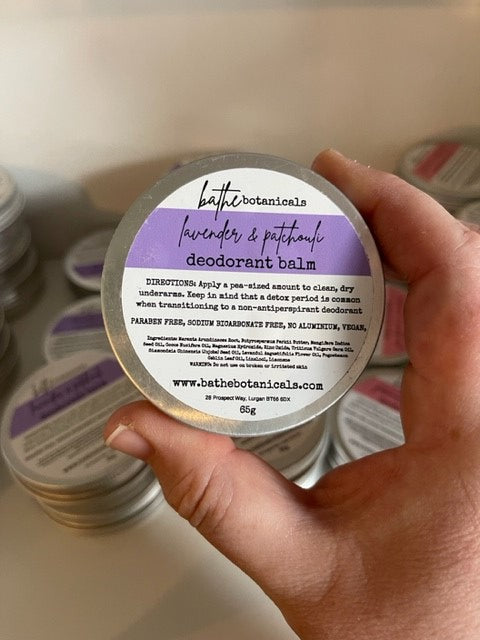 bathe botanicals
lavender & patchouli
deodorant balm
DIRECTIONS: Apply a pea-sized amount to clean, dry
underarms. Keep in mind that a detox period is common
when transitioning to a non-antiperspirant deodorant
PARABEN FREE, SODIUM BICARBONATE FREE, NO ALUMINIUM, VEGAN,
Ingredients: Maranta Arundinacea Root, Butyrospermum Parkii Butter, Mangifera Indica
Seed Oil, Cocos Nucifera Oil, Magnesium Hydroxide, Zinc Oxide, Triticum Vulgare Germ Oil,
Simmondsia Chinensis (Jojoba) Seed Oil, Lavandula Angustifolia Flower Oil, Pogostemon
Cablin Leaf Oil, Linalool, Limonene
WARNING: Do not use on broken or irritated skin
www.bathebotanicals.com
28 Prospect Way, Lurgan BT66 6DX
65g